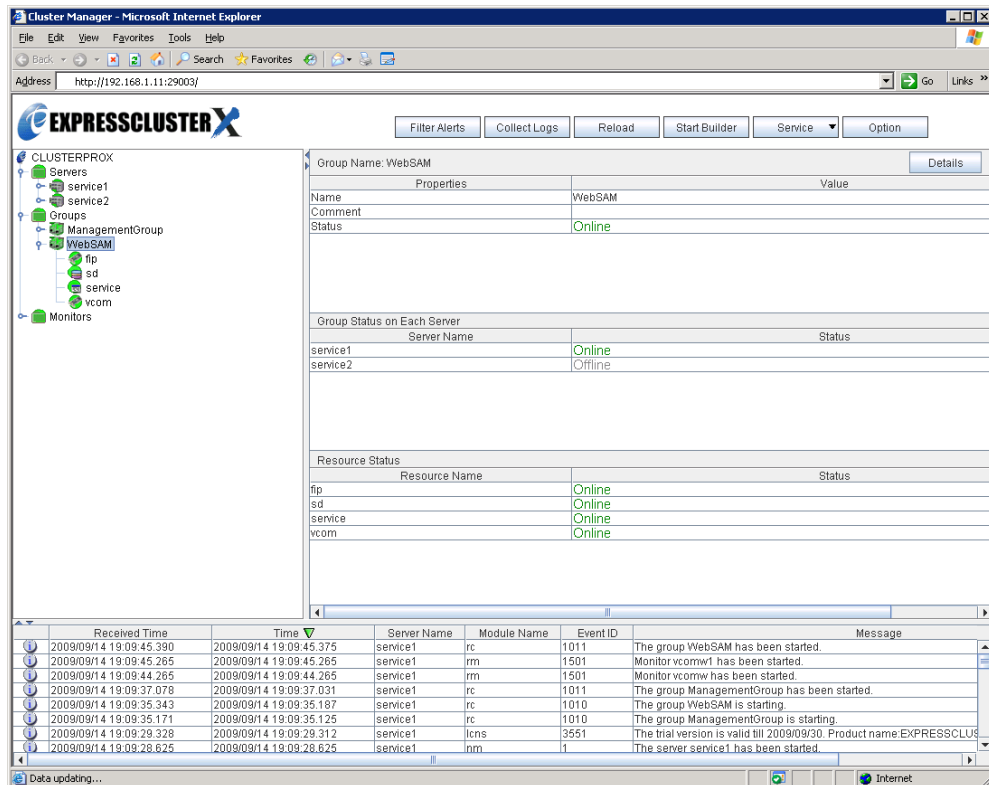 Cluster Manager - Microsoft Internet Explorer
File Edit View Favorites Tools Help
Back Search Favorites
Address http://192.168.1.11:29003/ Go Links »
EXPRESSCLUSTER X
Filter Alerts Collect Logs Reload Start Builder Service Option
CLUSTERPROX
Servers
service1
service2
Groups
ManagementGroup
WebSAM
fip
sd
service
vcom
Monitors
Group Name: WebSAM Details
Properties Value
Name WebSAM
Comment
Status Online
Group Status on Each Server
Server Name Status
service1 Online
service2 Offline
Resource Status
Resource Name Status
fip Online
sd Online
service Online
vcom Online
Received Time Time Server Name Module Name Event ID Message
2009/09/14 19:09:45.390 2009/09/14 19:09:45.375 service1 rc 1011 The group WebSAM has been started.
2009/09/14 19:09:45.265 2009/09/14 19:09:45.265 service1 rm 1501 Monitor vcomw1 has been started.
2009/09/14 19:09:44.265 2009/09/14 19:09:44.265 service1 rm 1501 Monitor vcomw has been started.
2009/09/14 19:09:37.078 2009/09/14 19:09:37.031 service1 rc 1011 The group ManagementGroup has been started.
2009/09/14 19:09:35.343 2009/09/14 19:09:35.187 service1 rc 1010 The group WebSAM is starting.
2009/09/14 19:09:35.171 2009/09/14 19:09:35.125 service1 rc 1010 The group ManagementGroup is starting.
2009/09/14 19:09:29.328 2009/09/14 19:09:29.312 service1 lcns 3551 The trial version is valid till 2009/09/30. Product name:EXPRESSCLUS
2009/09/14 19:09:28.625 2009/09/14 19:09:28.625 service1 nm 1 The server service1 has been started.
Data updating... Internet